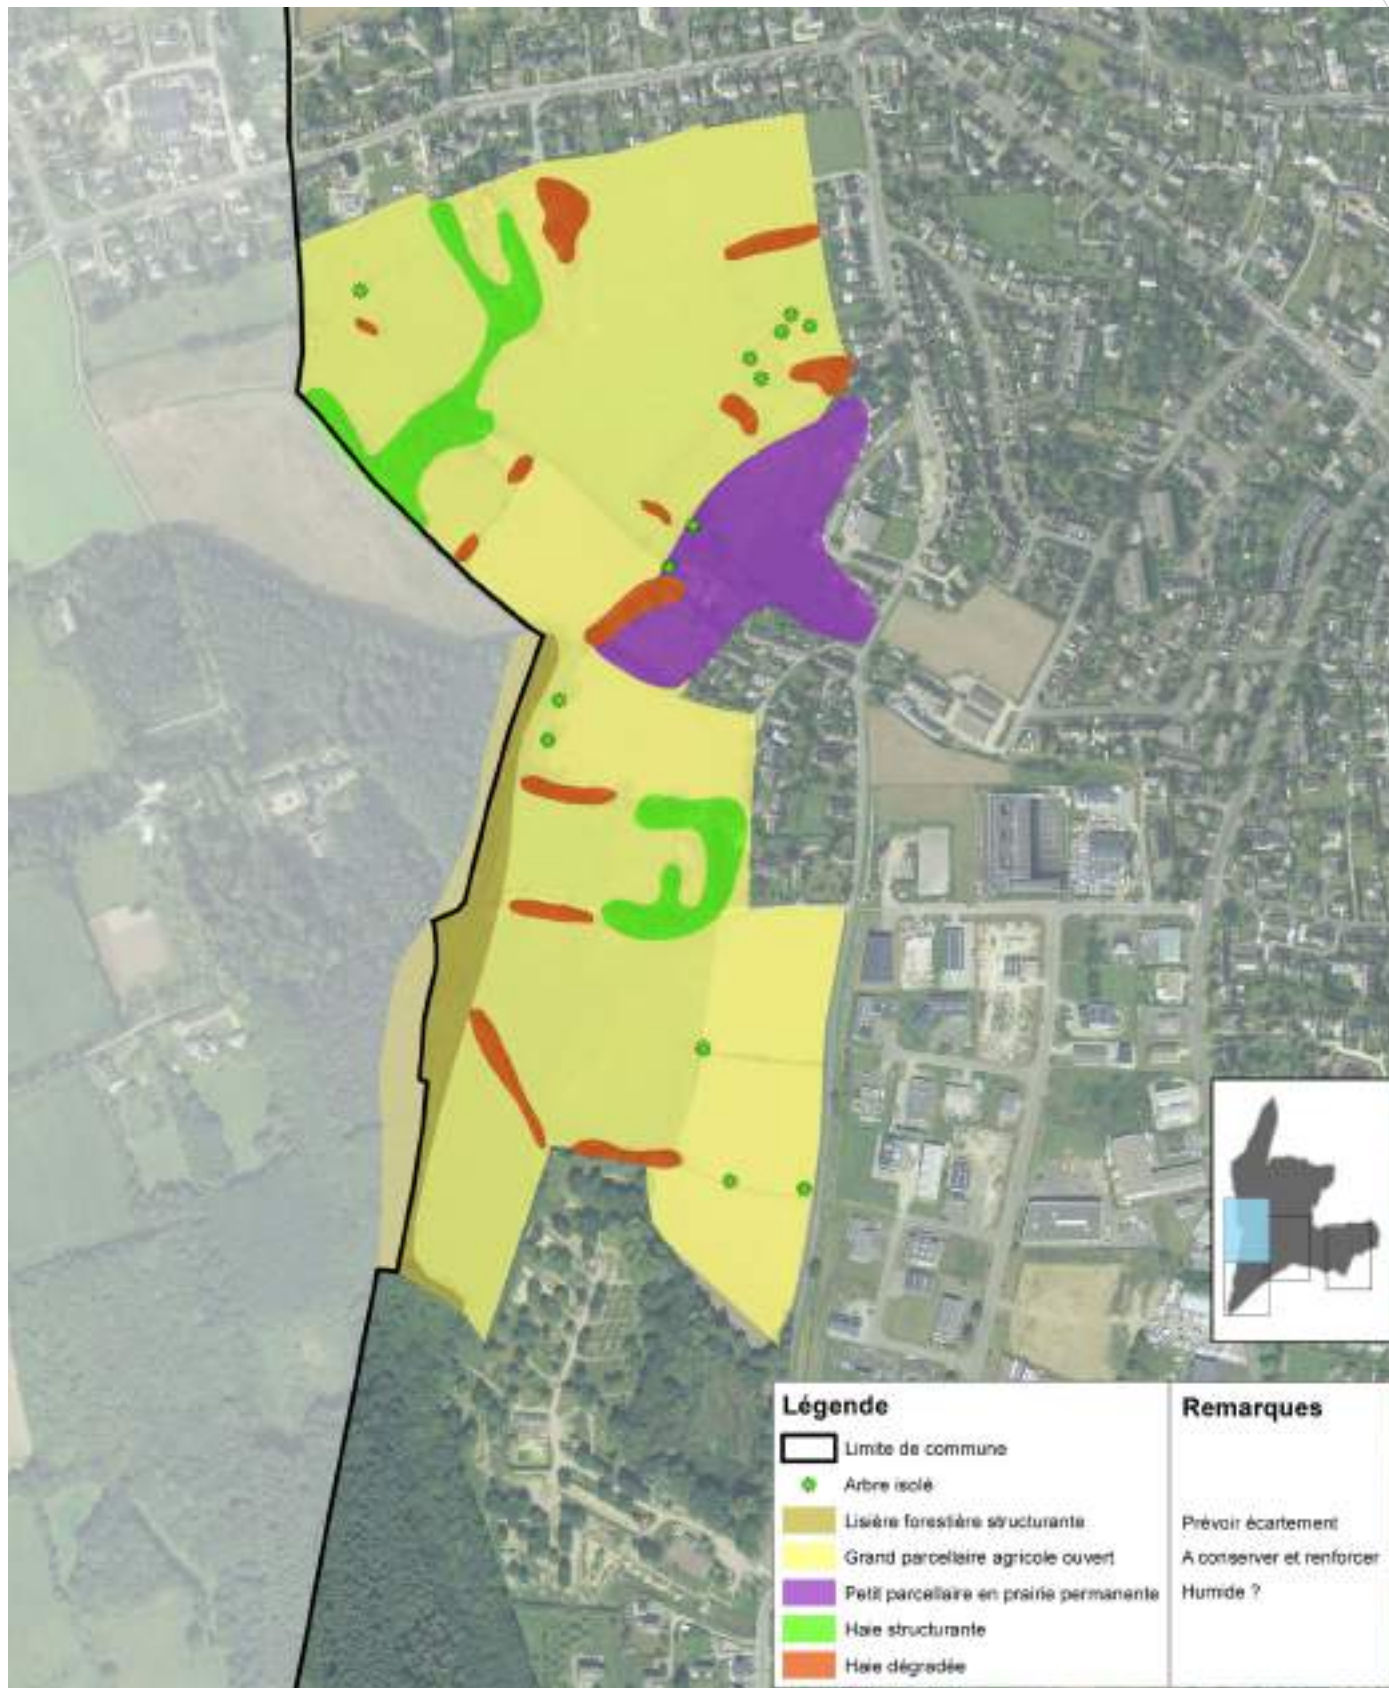 Légende
Limite de commune
Arbre isolé
Lisière forestière structurante
Grand parcellaire agricole ouvert
Petit parcellaire en prairie permanente
Haie structurante
Haie dégradée
Remarques
Prévoir écartement
A conserver et renforcer
Humide ?